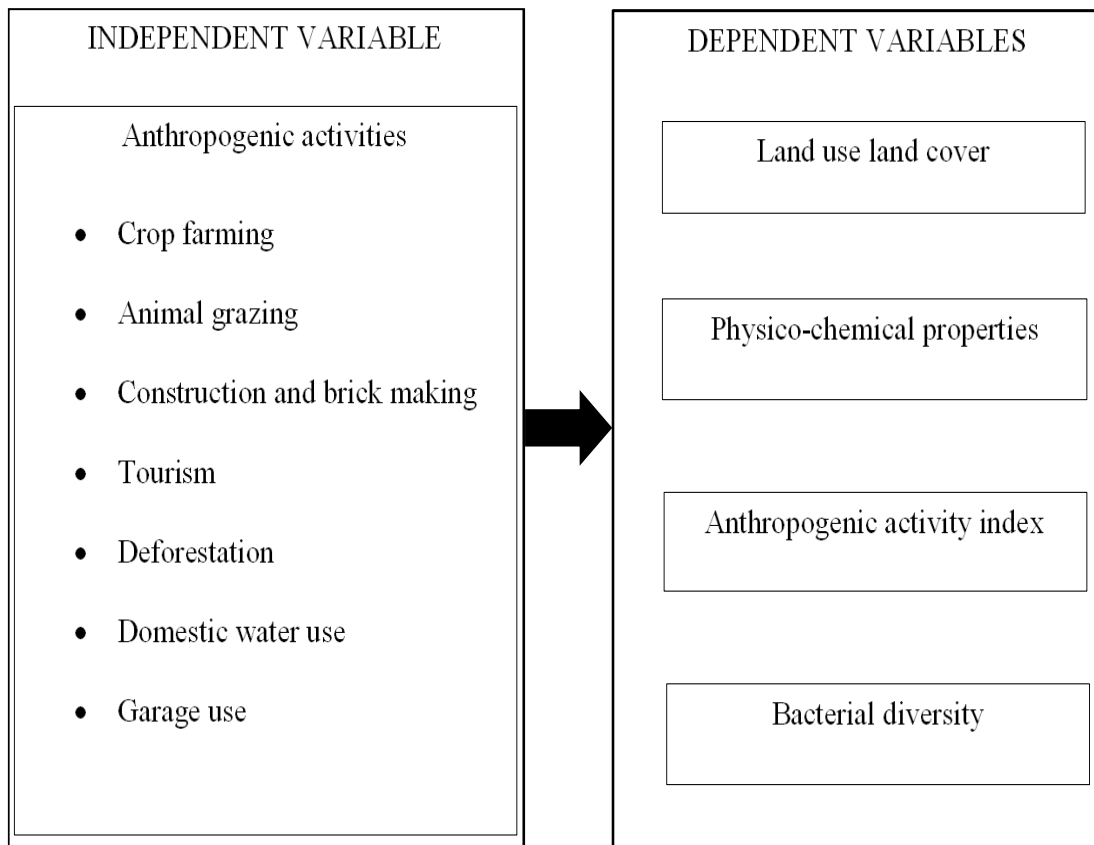 INDEPENDENT VARIABLE
Anthropogenic activities
• Crop farming
• Animal grazing
• Construction and brick making
• Tourism
• Deforestation
• Domestic water use
• Garage use
DEPENDENT VARIABLES
Land use land cover
Physico-chemical properties
Anthropogenic activity index
Bacterial diversity